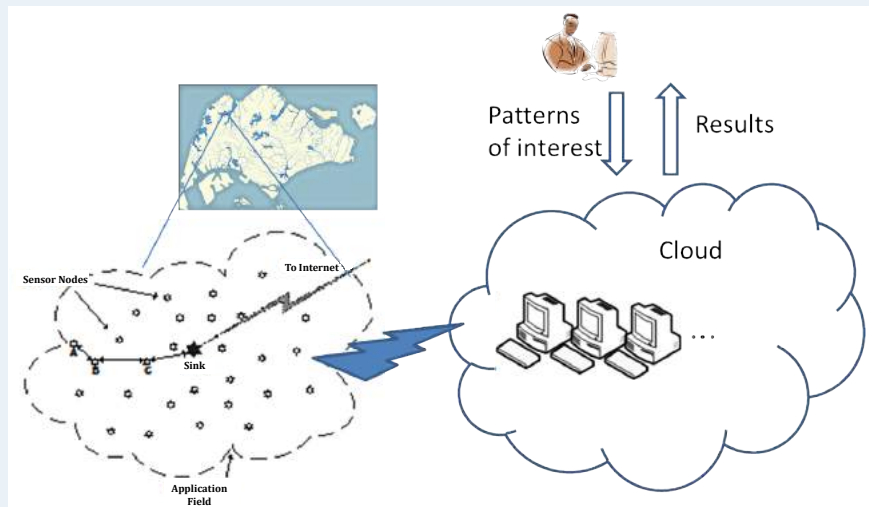 Patterns
of interest
Results
Cloud
To Internet
Sensor Nodes
A
B
C
Sink
...
Application
Field